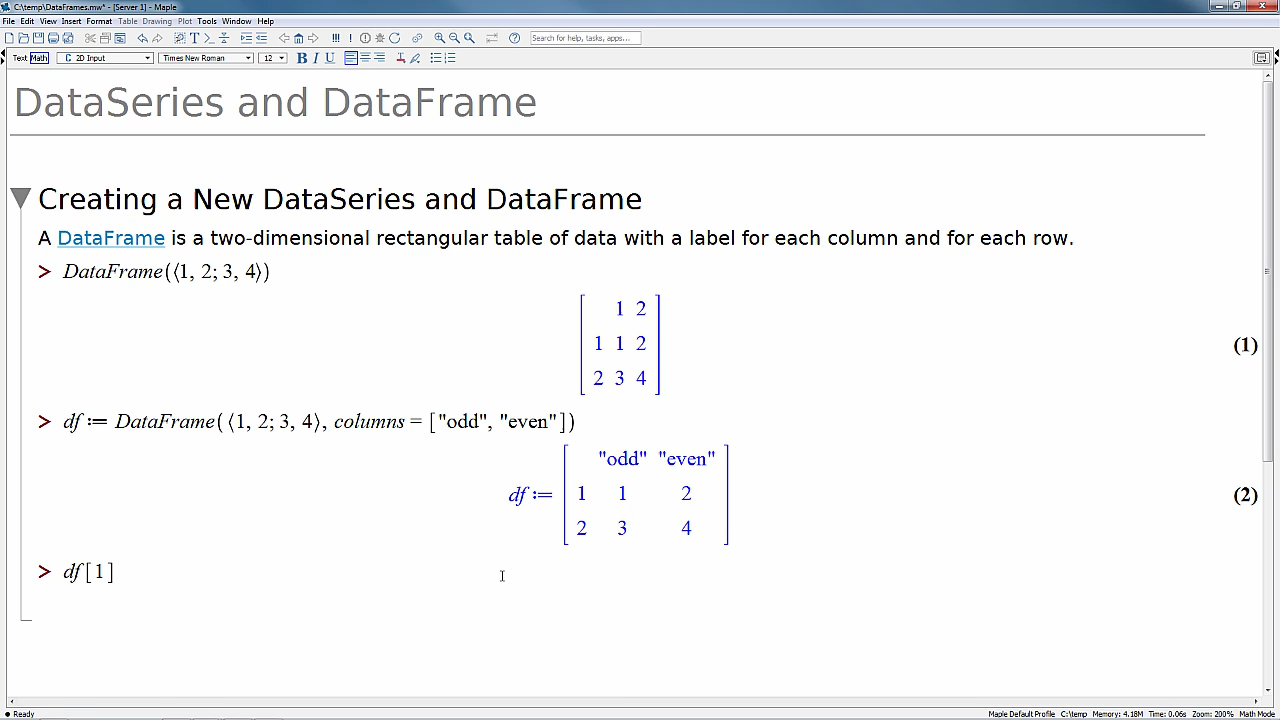 C:\temp\DataFrames.mw* - [Server 1] - Maple
File Edit View Insert Format Table Drawing Plot Tools Window Help
Search for help, tasks, app...
Text Math C 2D Input Times New Roman 12 B I U
DataSeries and DataFrame
Creating a New DataSeries and DataFrame
A DataFrame is a two-dimensional rectangular table of data with a label for each column and for each row.
> DataFrame(⟨1, 2; 3, 4⟩)
1 2
1 1 2
(1)
2 3 4
> df := DataFrame(⟨1, 2; 3, 4⟩, columns = ["odd", "even"])
"odd" "even"
df := 1 1 2
(2)
2 3 4
> df[1]
Ready
Maple Default Profile C:\temp Memory: 4.18M Time: 0.06s Zoom: 200% Math Mode